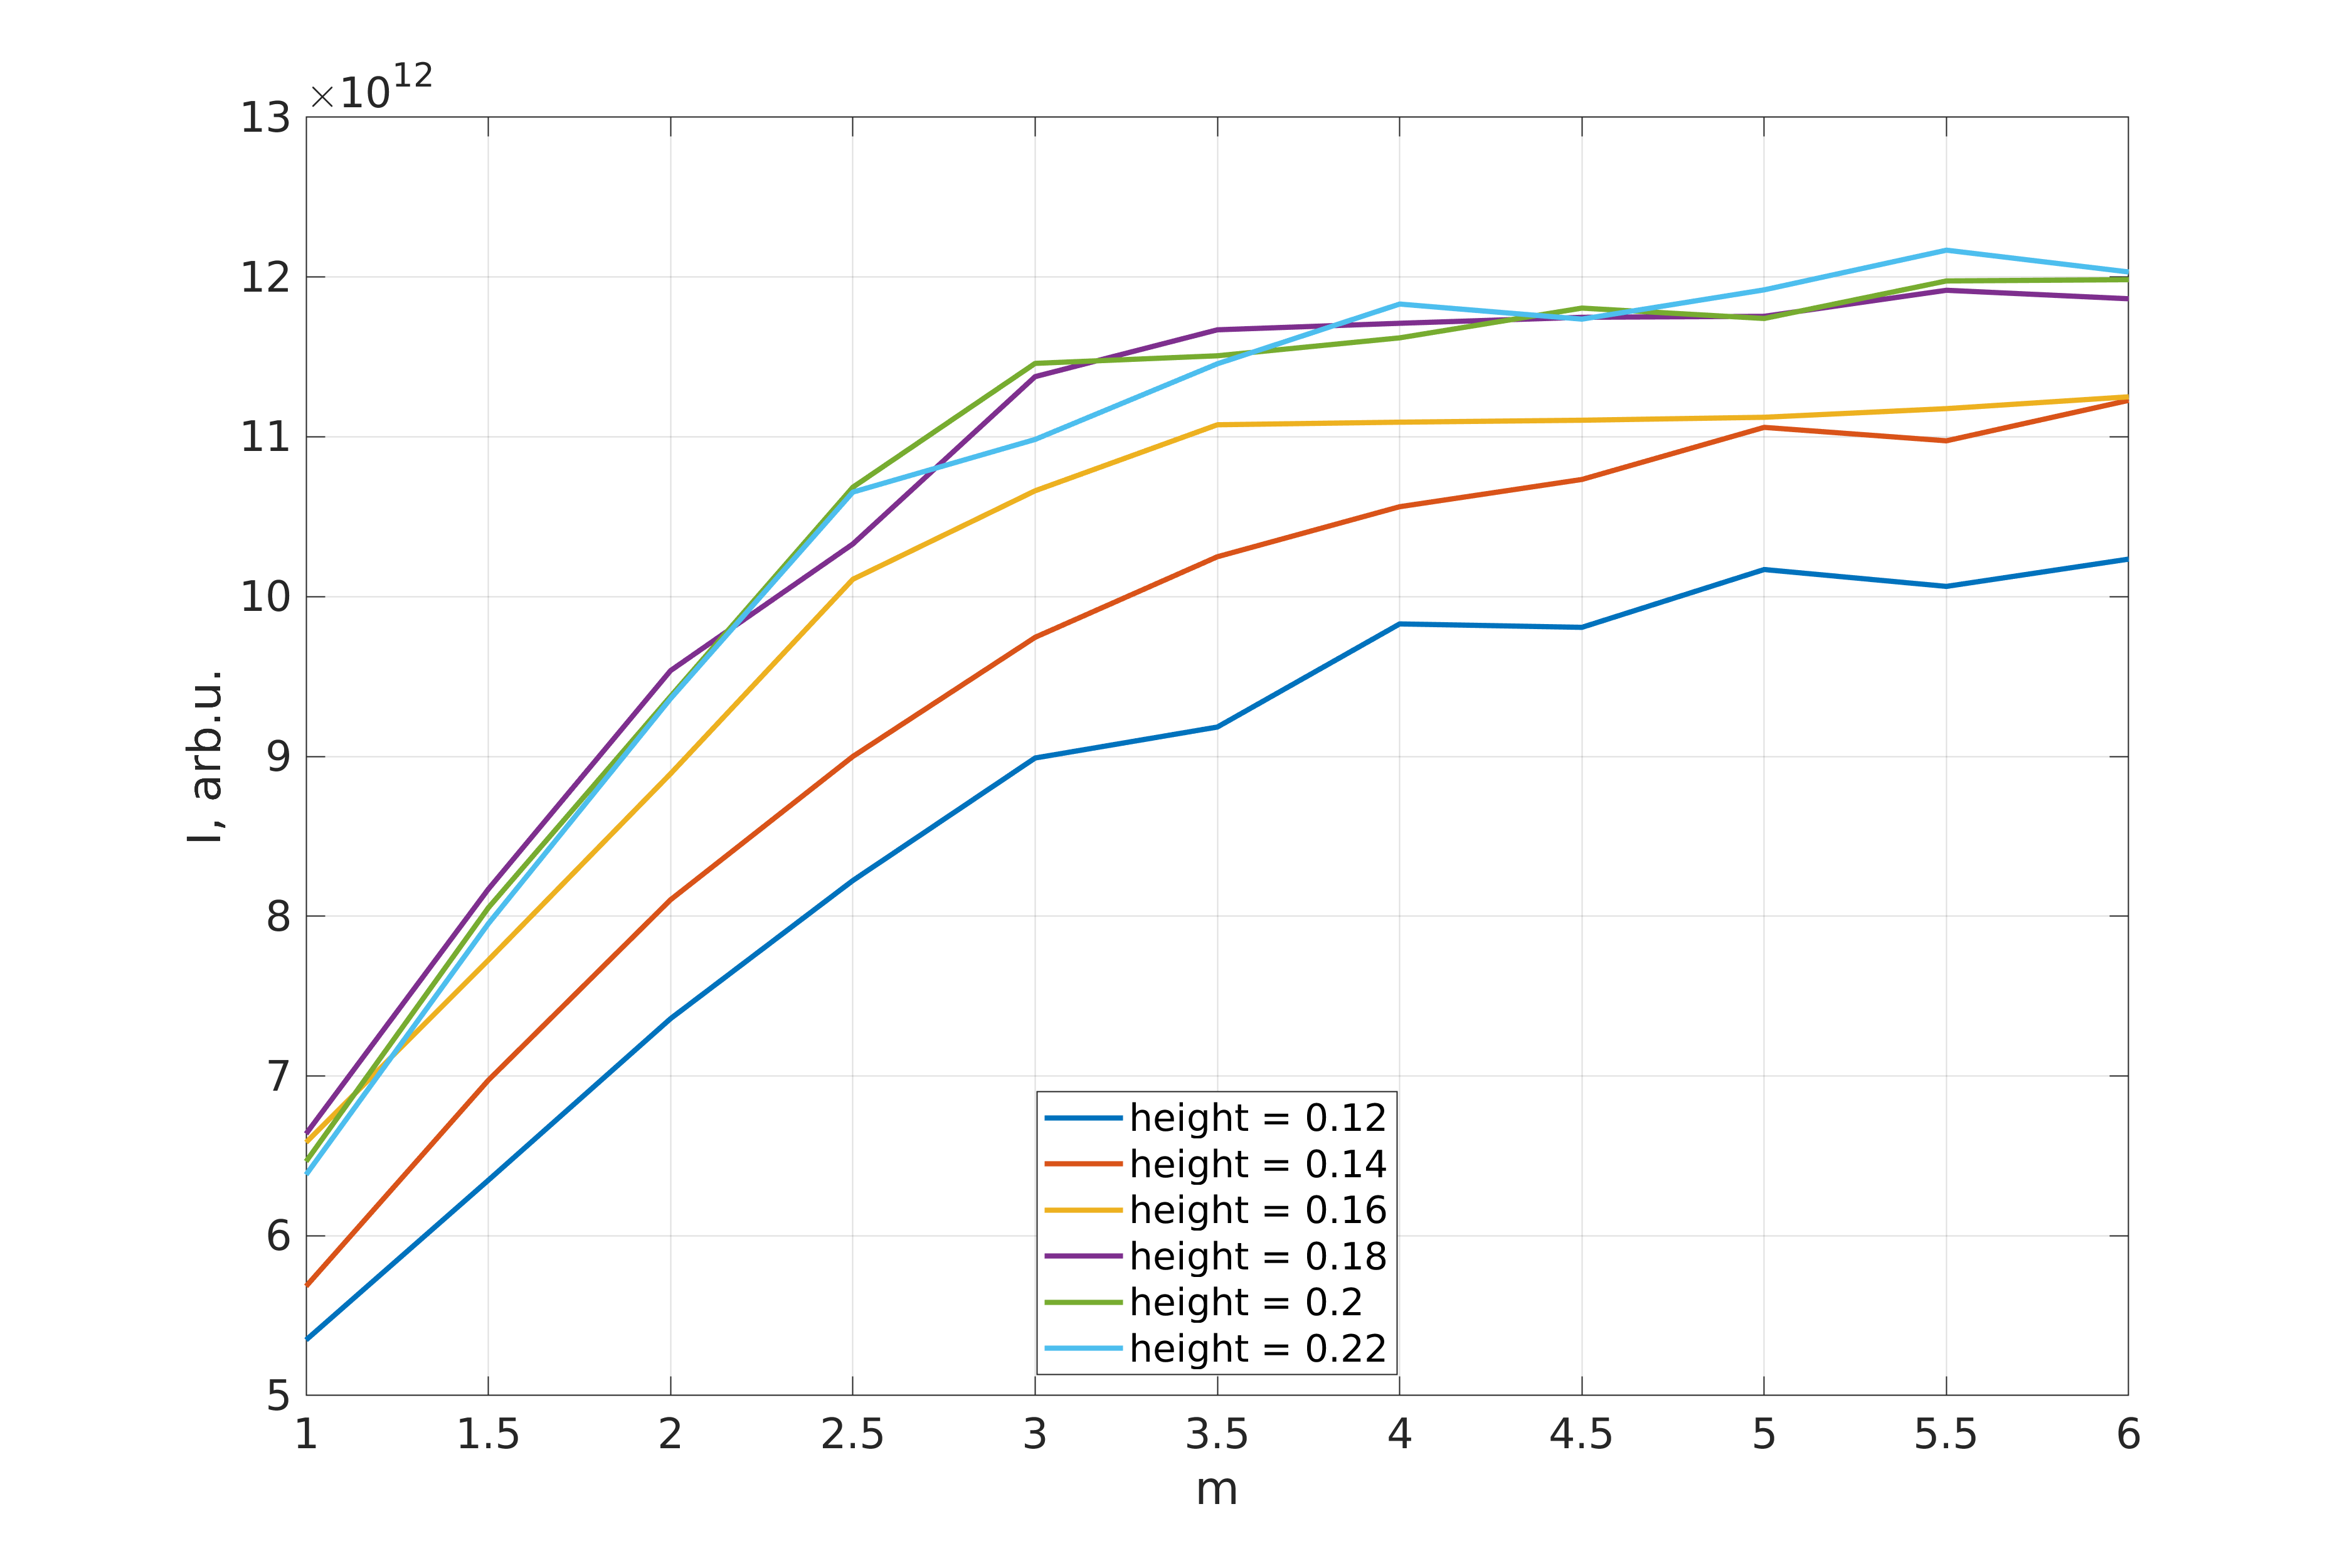 ×10^12
13
12
11
10
9
8
7
6
5
I, arb.u.
height = 0.12
height = 0.14
height = 0.16
height = 0.18
height = 0.2
height = 0.22
1 1.5 2 2.5 3 3.5 4 4.5 5 5.5 6
m